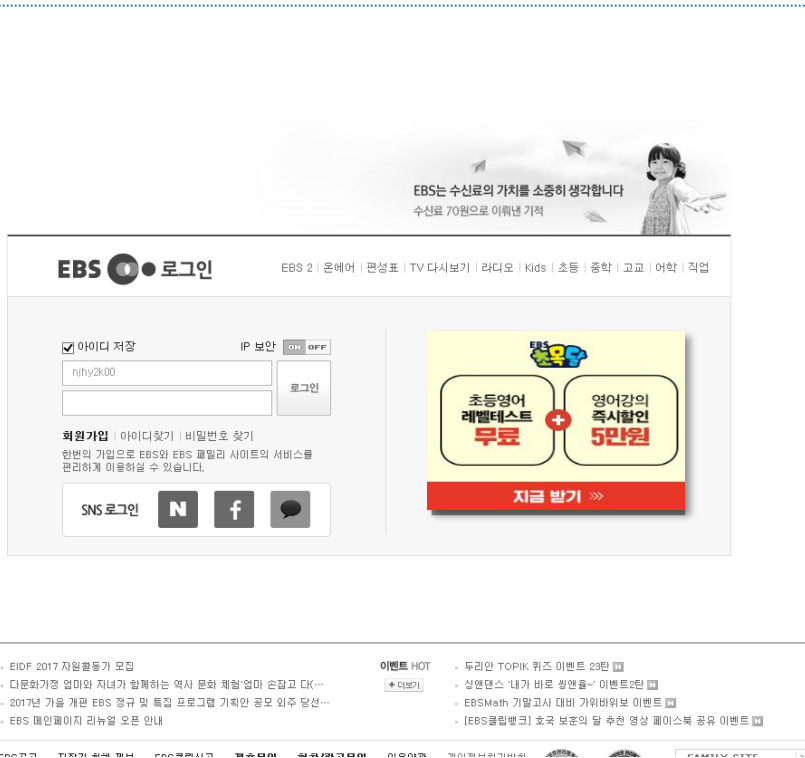 EBS는 수신료의 가치를 소중히 생각합니다
수신료 70원으로 이뤄낸 기적
EBS 로그인
EBS 2 | 온에어 | 편성표 | TV 다시보기 | 라디오 | Kids | 초등 | 중학 | 고교 | 어학 | 직업
아이디 저장
IP 보안 ON OFF
njhy2k00
로그인
회원가입 | 아이디찾기 | 비밀번호 찾기
한번의 가입으로 EBS와 EBS 패밀리 사이트의 서비스를
편리하게 이용하실 수 있습니다.
SNS 로그인 N f
EBS 초목달
초등영어
레벨테스트
무료
+
영어강의
즉시할인
5만원
지금 받기 >>>
EIDF 2017 자원활동가 모집
다문화가정 엄마와 자녀가 함께하는 역사 문화 체험'엄마 손잡고 다(…
2017년 가을 개편 EBS 정규 및 특집 프로그램 기획안 공모 외주 당선…
EBS 메인페이지 리뉴얼 오픈 안내
이벤트 HOT
+ 더보기
두리안 TOPIK 퀴즈 이벤트 23탄 N
싱앤댄스 '내가 바로 씽앤율~' 이벤트2탄 N
EBSMath 기말고사 대비 가위바위보 이벤트 N
[EBS클립뱅크] 호국 보훈의 달 추천 영상 페이스북 공유 이벤트 N
FAMILY SITE